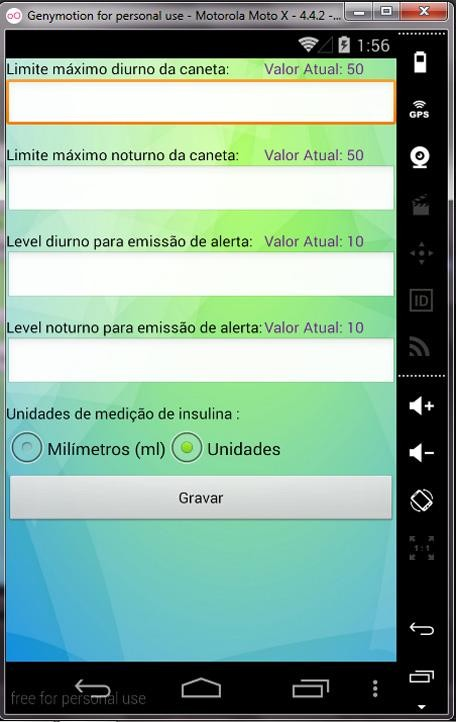 Genymotion for personal use - Motorola Moto X - 4.4.2 -...
1:56
Limite máximo diurno da caneta: Valor Atual: 50
GPS
Limite máximo noturno da caneta: Valor Atual: 50
Level diurno para emissão de alerta: Valor Atual: 10
ID
Level noturno para emissão de alerta: Valor Atual: 10
Unidades de medição de insulina :
Milímetros (ml) Unidades
Gravar
1:1
free for personal use